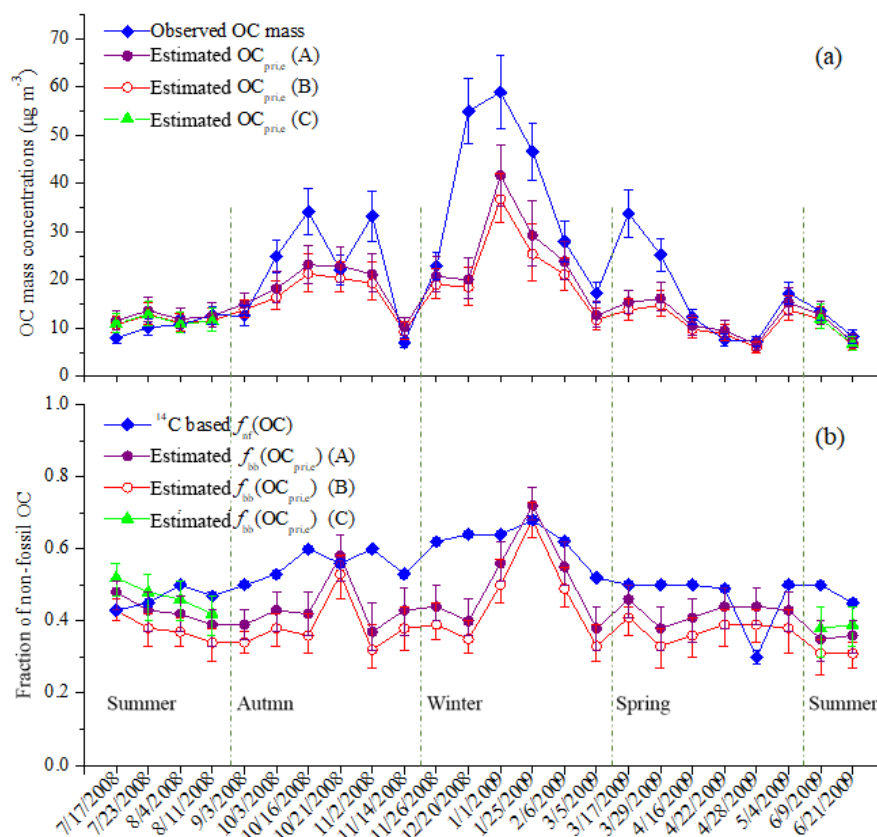 Observed OC mass
Estimated OCpri,e (A)
Estimated OCpri,e (B)
Estimated OCpri,e (C)
(a)
OC mass concentrations (µg m-3)
70
60
50
40
30
20
10
0
14C based fnf(OC)
Estimated fbb(OCpri,e) (A)
Estimated fbb(OCpri,e) (B)
Estimated fbb(OCpri,e) (C)
(b)
Fraction of non-fossil OC
1.0
0.8
0.6
0.4
0.2
0.0
Summer
Autmn
Winter
Spring
Summer
7/17/2008
7/23/2008
8/4/2008
8/11/2008
9/3/2008
10/3/2008
10/16/2008
10/21/2008
11/2/2008
11/14/2008
11/26/2008
12/20/2008
1/1/2009
1/25/2009
2/6/2009
3/5/2009
3/17/2009
3/29/2009
4/16/2009
4/22/2009
4/28/2009
5/4/2009
6/9/2009
6/21/2009